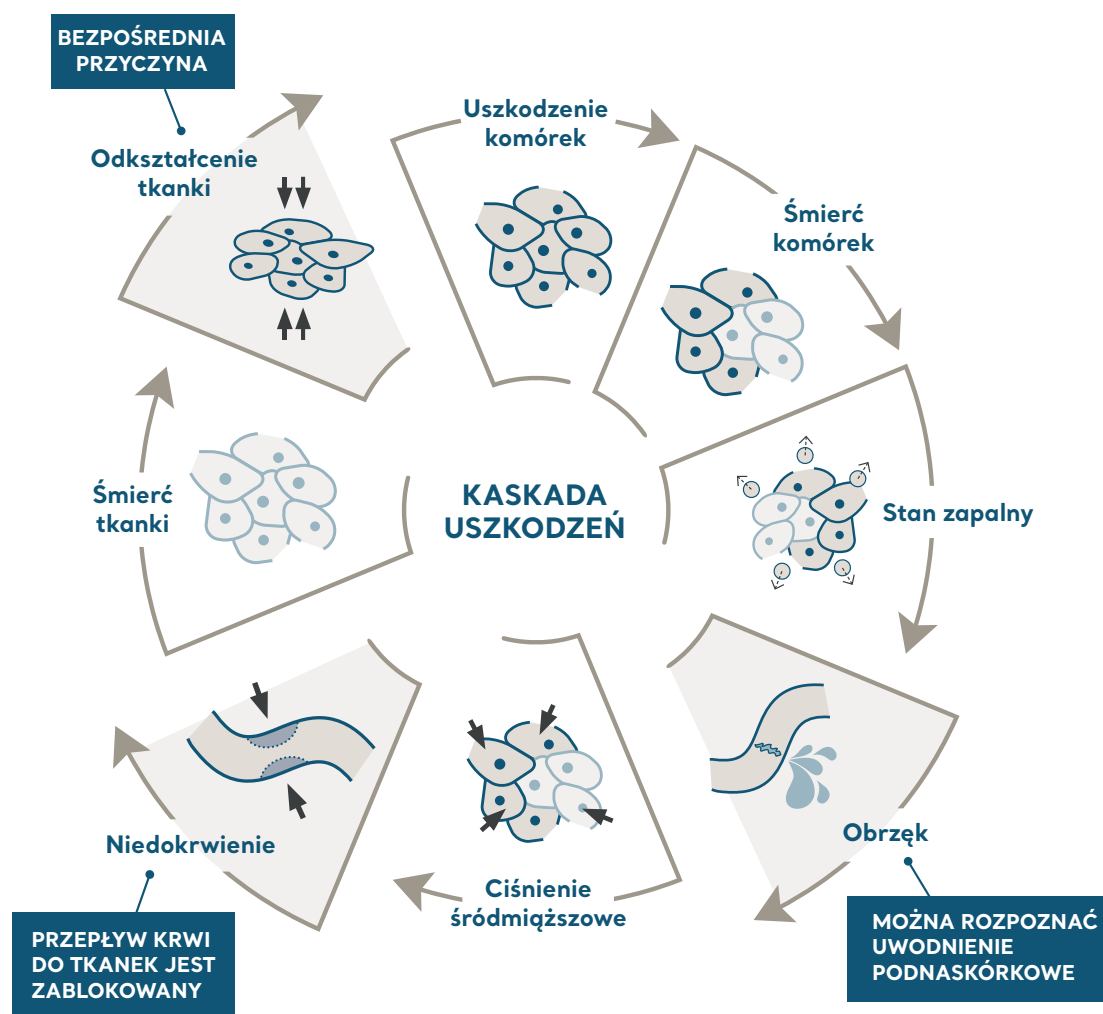 BEZPOŚREDNIA
PRZYCZYNA
Odkształcenie
tkanki
Uszkodzenie
komórek
Śmierć
komórek
Stan zapalny
Obrzęk
MOŻNA ROZPOZNAĆ
UWODNIENIE
PODNASKÓRKOWE
Ciśnienie
śródmiąższowe
Niedokrwienie
PRZEPŁYW KRWI
DO TKANEK JEST
ZABLOKOWANY
Śmierć
tkanki
KASKADA
USZKODZEŃ